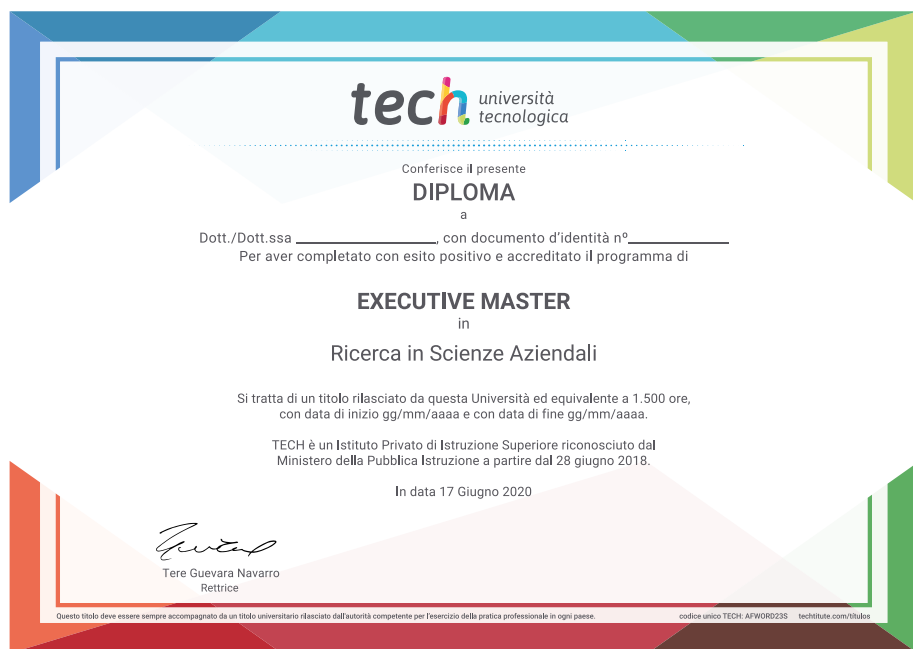 tech università
tecnologica
Conferisce il presente
DIPLOMA
a
Dott./Dott.ssa ________________, con documento d'identità nº____________
Per aver completato con esito positivo e accreditato il programma di
EXECUTIVE MASTER
in
Ricerca in Scienze Aziendali
Si tratta di un titolo rilasciato da questa Università ed equivalente a 1.500 ore,
con data di inizio gg/mm/aaaa e con data di fine gg/mm/aaaa.
TECH è un Istituto Privato di Istruzione Superiore riconosciuto dal
Ministero della Pubblica Istruzione a partire dal 28 giugno 2018.
In data 17 Giugno 2020
Tere Guevara Navarro
Rettrice
Questo titolo deve essere sempre accompagnato da un titolo universitario rilasciato dall'autorità competente per l'esercizio della pratica professionale in ogni paese.
codice unico TECH: AFWORD23S techtitute.com/titulos